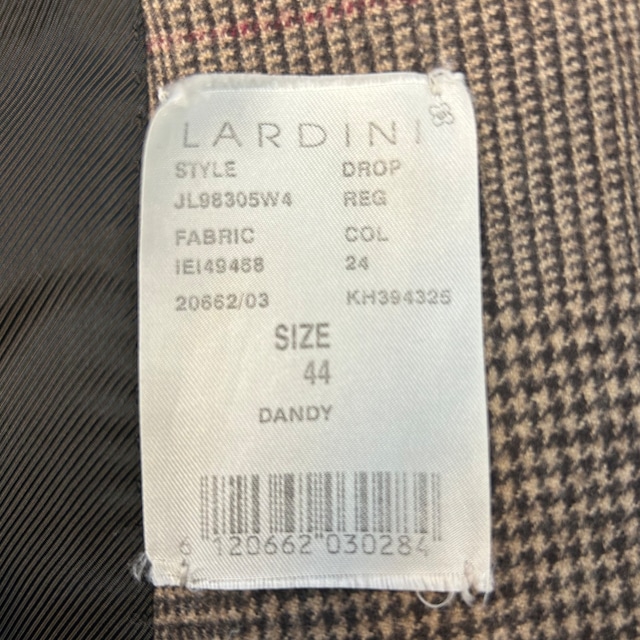 LARDINI
STYLE DROP
JL98305W4 REG
FABRIC COL
IEI49468 24
20662/03 KH394325
SIZE
44
DANDY
6 120662 030284